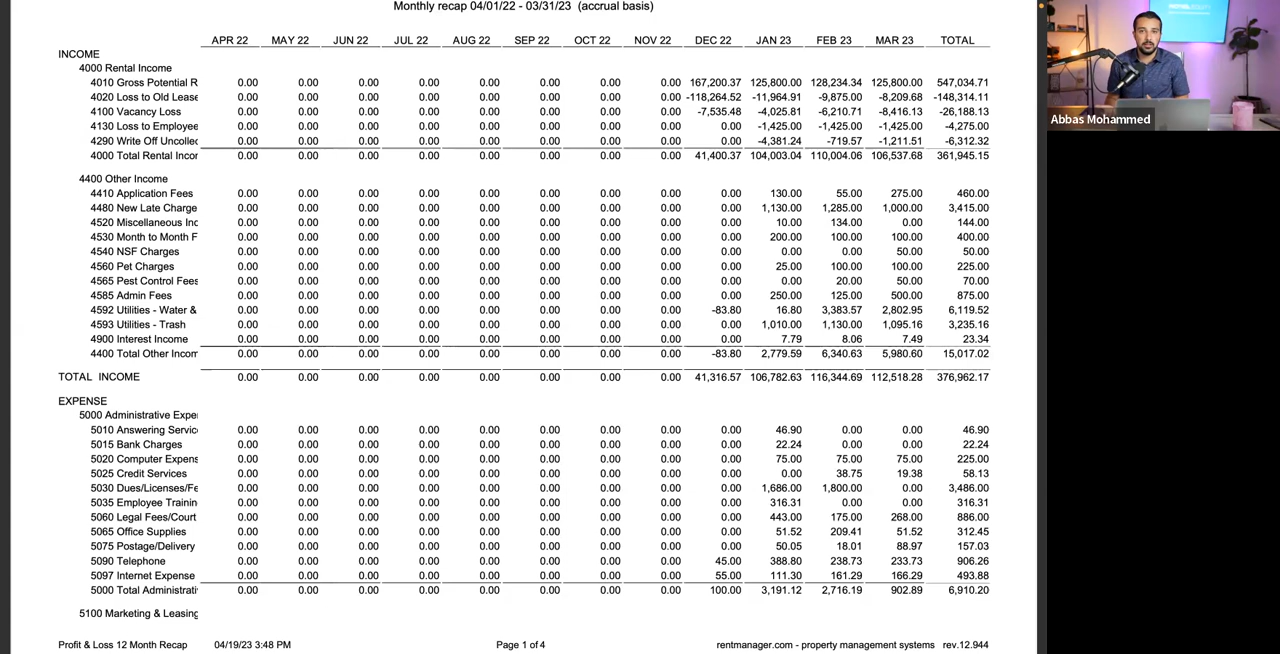 Monthly recap 04/01/22 - 03/31/23 (accrual basis)
APR 22 MAY 22 JUN 22 JUL 22 AUG 22 SEP 22 OCT 22 NOV 22 DEC 22 JAN 23 FEB 23 MAR 23 TOTAL
INCOME
4000 Rental Income
4010 Gross Potential R 0.00 0.00 0.00 0.00 0.00 0.00 0.00 0.00 167,200.37 125,800.00 128,234.34 125,800.00 547,034.71
4020 Loss to Old Lease 0.00 0.00 0.00 0.00 0.00 0.00 0.00 0.00 -118,264.52 -11,964.91 -9,875.00 -8,209.68 -148,314.11
4100 Vacancy Loss 0.00 0.00 0.00 0.00 0.00 0.00 0.00 0.00 -7,535.48 -4,025.81 -6,210.71 -8,416.13 -26,188.13
4130 Loss to Employee 0.00 0.00 0.00 0.00 0.00 0.00 0.00 0.00 0.00 -1,425.00 -1,425.00 -1,425.00 -4,275.00
4290 Write Off Uncollec 0.00 0.00 0.00 0.00 0.00 0.00 0.00 0.00 0.00 -4,381.24 -719.57 -1,211.51 -6,312.32
4000 Total Rental Incor 0.00 0.00 0.00 0.00 0.00 0.00 0.00 0.00 41,400.37 104,003.04 110,004.06 106,537.68 361,945.15
4400 Other Income
4410 Application Fees 0.00 0.00 0.00 0.00 0.00 0.00 0.00 0.00 0.00 130.00 55.00 275.00 460.00
4480 New Late Charge 0.00 0.00 0.00 0.00 0.00 0.00 0.00 0.00 0.00 1,130.00 1,285.00 1,000.00 3,415.00
4520 Miscellaneous Inc 0.00 0.00 0.00 0.00 0.00 0.00 0.00 0.00 0.00 10.00 134.00 0.00 144.00
4530 Month to Month F 0.00 0.00 0.00 0.00 0.00 0.00 0.00 0.00 0.00 200.00 100.00 100.00 400.00
4540 NSF Charges 0.00 0.00 0.00 0.00 0.00 0.00 0.00 0.00 0.00 0.00 0.00 50.00 50.00
4560 Pet Charges 0.00 0.00 0.00 0.00 0.00 0.00 0.00 0.00 0.00 25.00 100.00 100.00 225.00
4565 Pest Control Fees 0.00 0.00 0.00 0.00 0.00 0.00 0.00 0.00 0.00 0.00 20.00 50.00 70.00
4585 Admin Fees 0.00 0.00 0.00 0.00 0.00 0.00 0.00 0.00 0.00 250.00 125.00 500.00 875.00
4592 Utilities - Water & 0.00 0.00 0.00 0.00 0.00 0.00 0.00 0.00 -83.80 16.80 3,383.57 2,802.95 6,119.52
4593 Utilities - Trash 0.00 0.00 0.00 0.00 0.00 0.00 0.00 0.00 0.00 1,010.00 1,130.00 1,095.16 3,235.16
4900 Interest Income 0.00 0.00 0.00 0.00 0.00 0.00 0.00 0.00 0.00 7.79 8.06 7.49 23.34
4400 Total Other Incom 0.00 0.00 0.00 0.00 0.00 0.00 0.00 0.00 -83.80 2,779.59 6,340.63 5,980.60 15,017.02
TOTAL INCOME 0.00 0.00 0.00 0.00 0.00 0.00 0.00 0.00 41,316.57 106,782.63 116,344.69 112,518.28 376,962.17
EXPENSE
5000 Administrative Exper
5010 Answering Servic 0.00 0.00 0.00 0.00 0.00 0.00 0.00 0.00 0.00 46.90 0.00 0.00 46.90
5015 Bank Charges 0.00 0.00 0.00 0.00 0.00 0.00 0.00 0.00 0.00 22.24 0.00 0.00 22.24
5020 Computer Expens 0.00 0.00 0.00 0.00 0.00 0.00 0.00 0.00 0.00 75.00 75.00 75.00 225.00
5025 Credit Services 0.00 0.00 0.00 0.00 0.00 0.00 0.00 0.00 0.00 0.00 38.75 19.38 58.13
5030 Dues/Licenses/Fe 0.00 0.00 0.00 0.00 0.00 0.00 0.00 0.00 0.00 1,686.00 1,800.00 0.00 3,486.00
5035 Employee Trainin 0.00 0.00 0.00 0.00 0.00 0.00 0.00 0.00 0.00 316.31 0.00 0.00 316.31
5060 Legal Fees/Court 0.00 0.00 0.00 0.00 0.00 0.00 0.00 0.00 0.00 443.00 175.00 268.00 886.00
5065 Office Supplies 0.00 0.00 0.00 0.00 0.00 0.00 0.00 0.00 0.00 51.52 209.41 51.52 312.45
5075 Postage/Delivery 0.00 0.00 0.00 0.00 0.00 0.00 0.00 0.00 0.00 50.05 18.01 88.97 157.03
5090 Telephone 0.00 0.00 0.00 0.00 0.00 0.00 0.00 0.00 45.00 388.80 238.73 233.73 906.26
5097 Internet Expense 0.00 0.00 0.00 0.00 0.00 0.00 0.00 0.00 55.00 111.30 161.29 166.29 493.88
5000 Total Administrati 0.00 0.00 0.00 0.00 0.00 0.00 0.00 0.00 100.00 3,191.12 2,716.19 902.89 6,910.20
5100 Marketing & Leasing
Profit & Loss 12 Month Recap 04/19/23 3:48 PM Page 1 of 4 rentmanager.com - property management systems rev.12.944
Abbas Mohammed